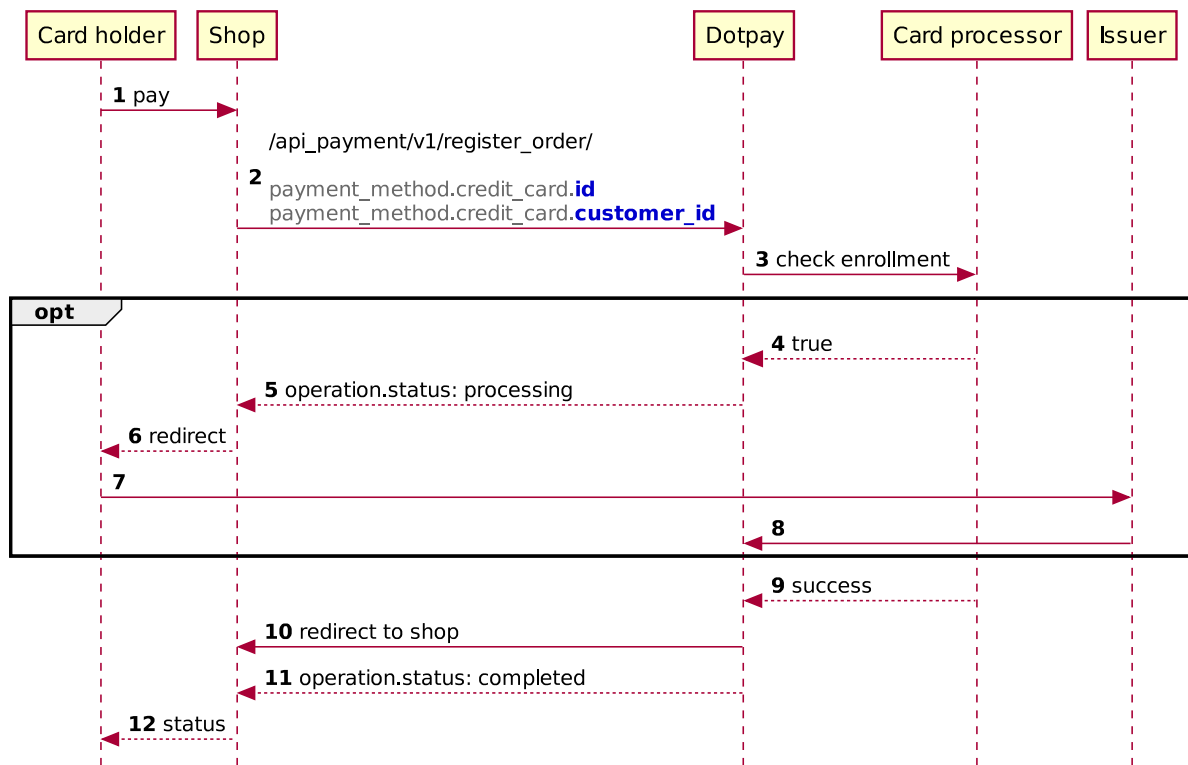 Card holder Shop Dotpay Card processor Issuer
1 pay
/api_payment/v1/register_order/
2
payment_method.credit_card.id
payment_method.credit_card.customer_id
3 check enrollment
opt
4 true
5 operation.status: processing
6 redirect
7
8
9 success
10 redirect to shop
11 operation.status: completed
12 status